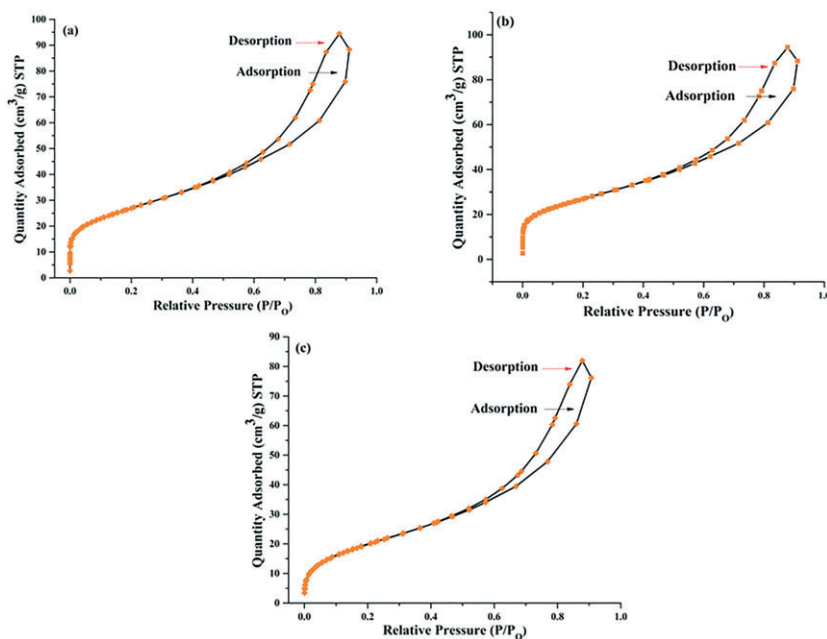 (a)
Desorption
Adsorption
Quantity Adsorbed (cm³/g) STP
100
90
80
70
60
50
40
30
20
10
0
0.0 0.2 0.4 0.6 0.8 1.0
Relative Pressure (P/P₀)
(b)
Desorption
Adsorption
Quantity Adsorbed (cm³/g) STP
100
80
60
40
20
0
0.0 0.2 0.4 0.6 0.8 1.0
Relative Pressure (P/P₀)
(c)
Desorption
Adsorption
Quantity Adsorbed (cm³/g) STP
90
80
70
60
50
40
30
20
10
0
0.0 0.2 0.4 0.6 0.8 1.0
Relative Pressure (P/P₀)